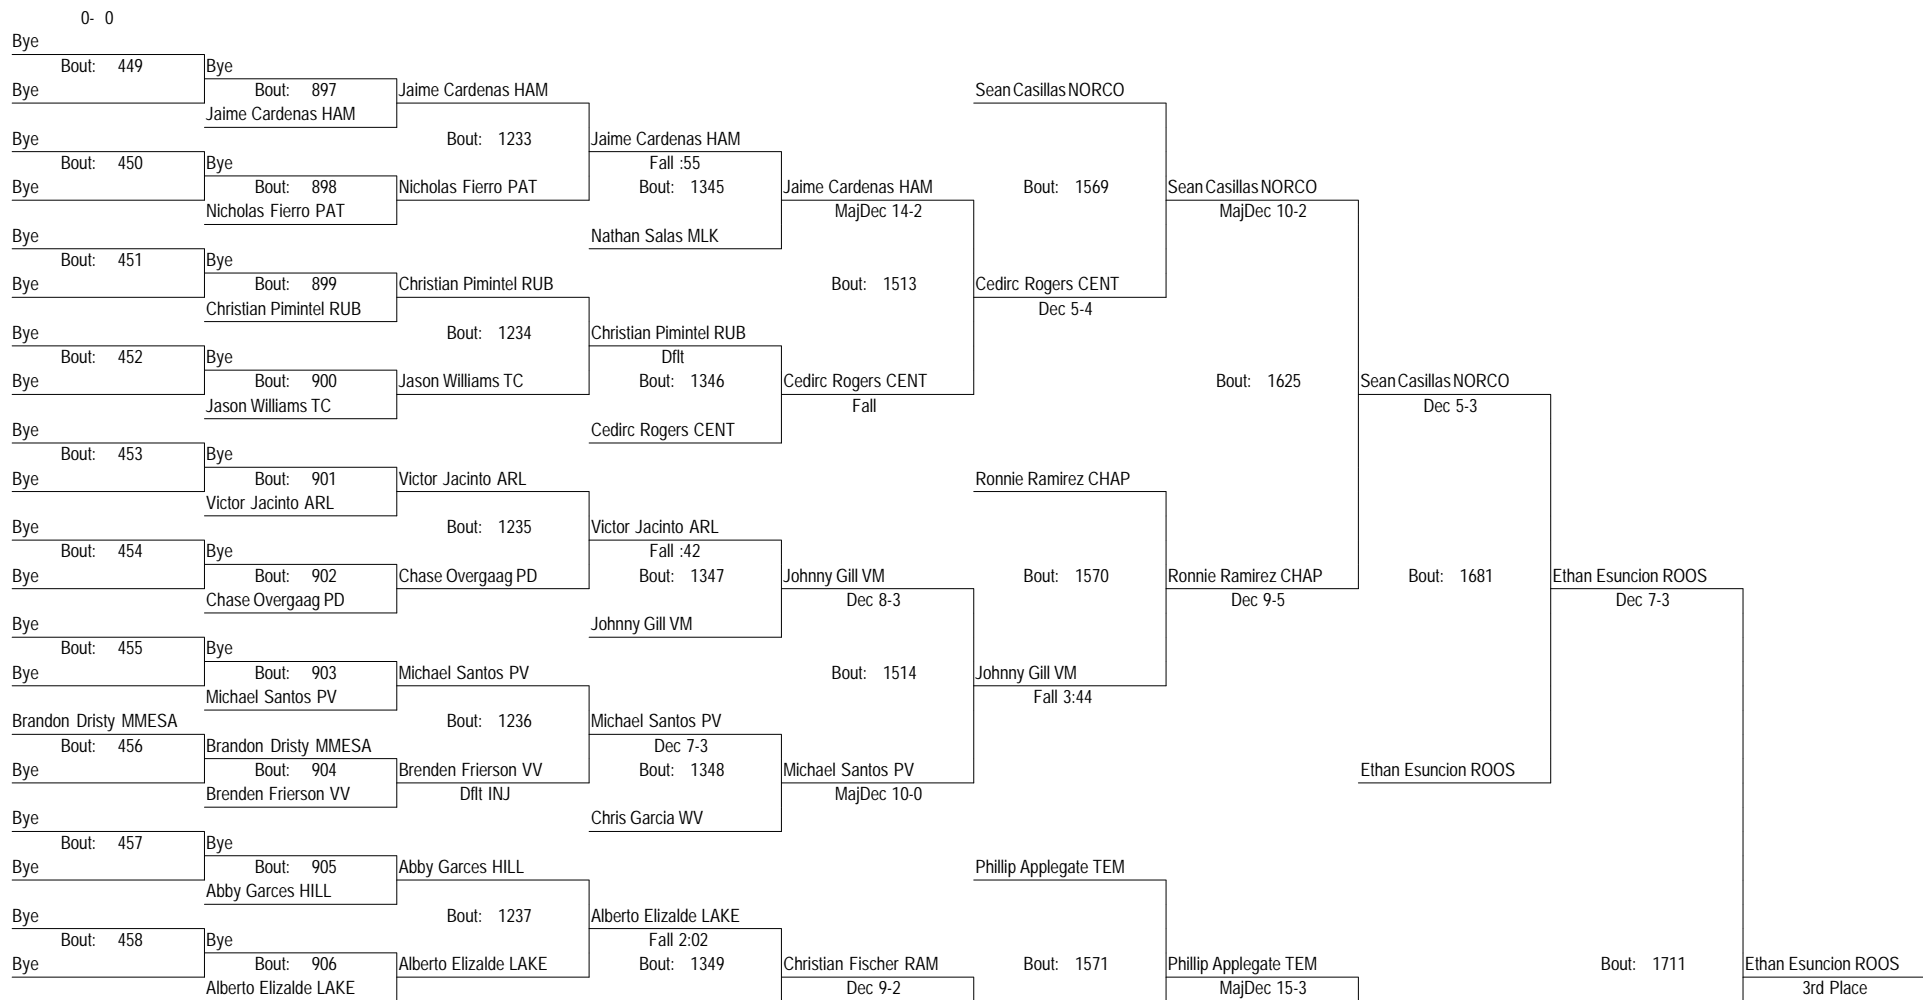 0- 0
Bye
Bout: 449 Bye
Bye Bout: 897 Jaime Cardenas HAM Sean Casillas NORCO
Jaime Cardenas HAM
Bye Bout: 1233 Jaime Cardenas HAM
Bout: 450 Bye Fall :55
Bye Bout: 898 Nicholas Fierro PAT Bout: 1345 Jaime Cardenas HAM Bout: 1569 Sean Casillas NORCO
Nicholas Fierro PAT MajDec 14-2 MajDec 10-2
Bye Nathan Salas MLK
Bout: 451 Bye
Bye Bout: 899 Christian Pimintel RUB Bout: 1513 Cedirc Rogers CENT
Christian Pimintel RUB Dec 5-4
Bye Bout: 1234 Christian Pimintel RUB
Bout: 452 Bye Dflt
Bye Bout: 900 Jason Williams TC Bout: 1346 Cedirc Rogers CENT Bout: 1625 Sean Casillas NORCO
Jason Williams TC Fall Dec 5-3
Bye Cedirc Rogers CENT
Bout: 453 Bye
Bye Bout: 901 Victor Jacinto ARL Ronnie Ramirez CHAP
Victor Jacinto ARL
Bye Bout: 1235 Victor Jacinto ARL
Bout: 454 Bye Fall :42
Bye Bout: 902 Chase Overgaag PD Bout: 1347 Johnny Gill VM Bout: 1570 Ronnie Ramirez CHAP Bout: 1681 Ethan Esuncion ROOS
Chase Overgaag PD Dec 8-3 Dec 9-5 Dec 7-3
Bye Johnny Gill VM
Bout: 455 Bye
Bye Bout: 903 Michael Santos PV Bout: 1514 Johnny Gill VM
Michael Santos PV Fall 3:44
Brandon Dristy MMESA Bout: 1236 Michael Santos PV
Bout: 456 Brandon Dristy MMESA Dec 7-3
Bye Bout: 904 Brenden Frierson VV Bout: 1348 Michael Santos PV Ethan Esuncion ROOS
Brenden Frierson VV Dflt INJ MajDec 10-0
Bye Chris Garcia WV
Bout: 457 Bye
Bye Bout: 905 Abby Garces HILL Phillip Applegate TEM
Abby Garces HILL
Bye Bout: 1237 Alberto Elizalde LAKE
Bout: 458 Bye Fall 2:02
Bye Bout: 906 Alberto Elizalde LAKE Bout: 1349 Christian Fischer RAM Bout: 1571 Phillip Applegate TEM Bout: 1711 Ethan Esuncion ROOS
Alberto Elizalde LAKE Dec 9-2 MajDec 15-3 3rd Place